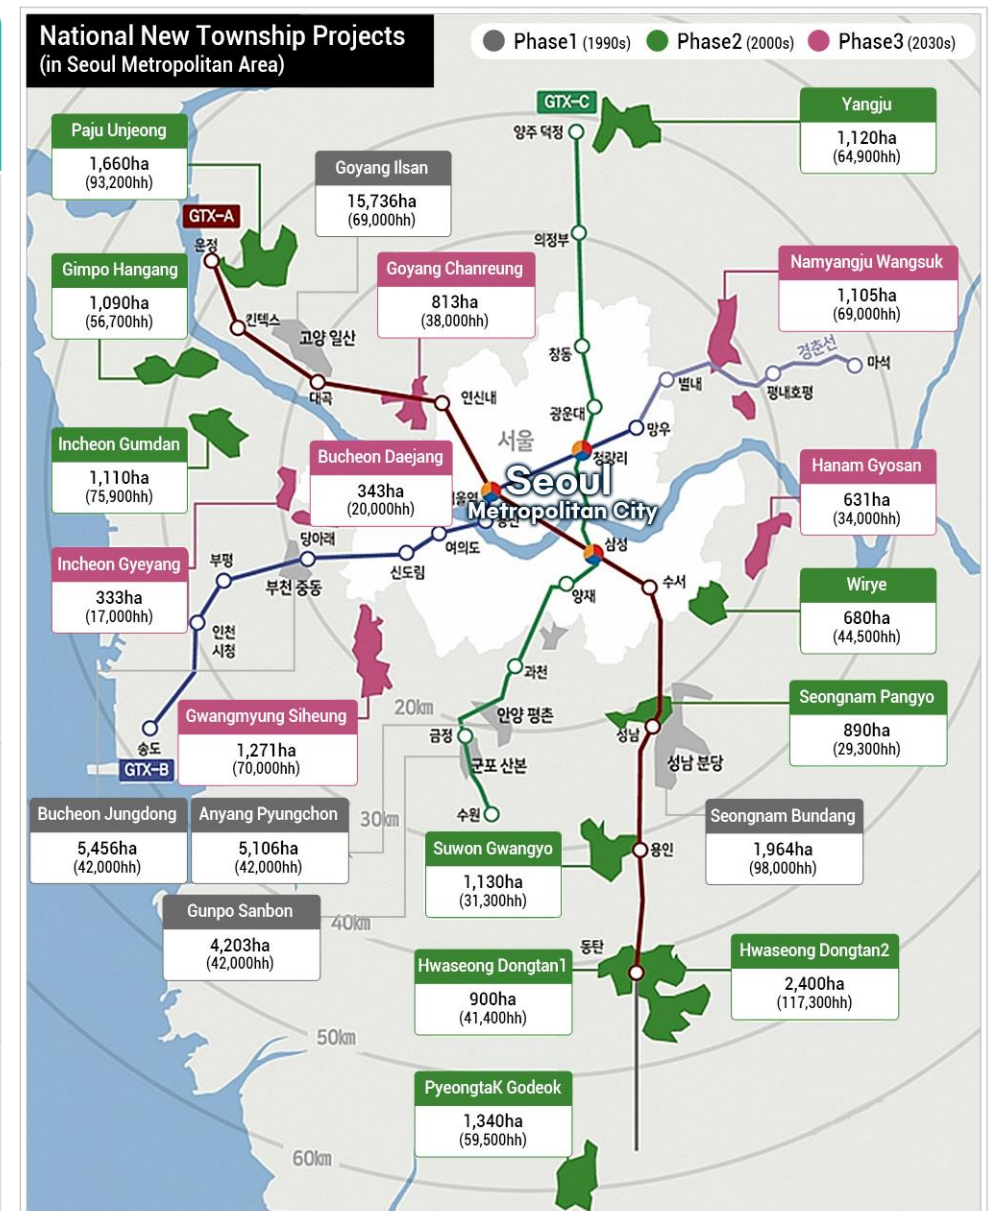 National New Township Projects
(in Seoul Metropolitan Area)
Phase1 (1990s)
Phase2 (2000s)
Phase3 (2030s)
GTX-C
양주 덕정
Yangju
1,120ha
(64,900hh)
Paju Unjeong
1,660ha
(93,200hh)
Goyang Ilsan
15,736ha
(69,000hh)
GTX-A
운정
의정부
Gimpo Hangang
1,090ha
(56,700hh)
Goyang Chanreung
813ha
(38,000hh)
Namyangju Wangsuk
1,105ha
(69,000hh)
킨텍스
고양 일산
창동
경춘선
마석
별내
평내호평
대곡
연신내
광운대
망우
서울
청량리
Incheon Gumdan
1,110ha
(75,900hh)
Bucheon Daejang
343ha
(20,000hh)
Seoul
Metropolitan City
Hanam Gyosan
631ha
(34,000hh)
당아래
여의도
삼성
신도림
부평
부천 중동
양재
수서
Incheon Gyeyang
333ha
(17,000hh)
Wirye
680ha
(44,500hh)
인천
시청
과천
Gwangmyung Siheung
1,271ha
(70,000hh)
20km
안양 평촌
금정
성남
성남 분당
Seongnam Pangyo
890ha
(29,300hh)
송도
GTX-B
군포 산본
수원
30km
Bucheon Jungdong
5,456ha
(42,000hh)
Anyang Pyungchon
5,106ha
(42,000hh)
Suwon Gwangyo
1,130ha
(31,300hh)
용인
Seongnam Bundang
1,964ha
(98,000hh)
Gunpo Sanbon
4,203ha
(42,000hh)
40km
동탄
Hwaseong Dongtan1
900ha
(41,400hh)
Hwaseong Dongtan2
2,400ha
(117,300hh)
50km
PyeongtaK Godeok
1,340ha
(59,500hh)
60km